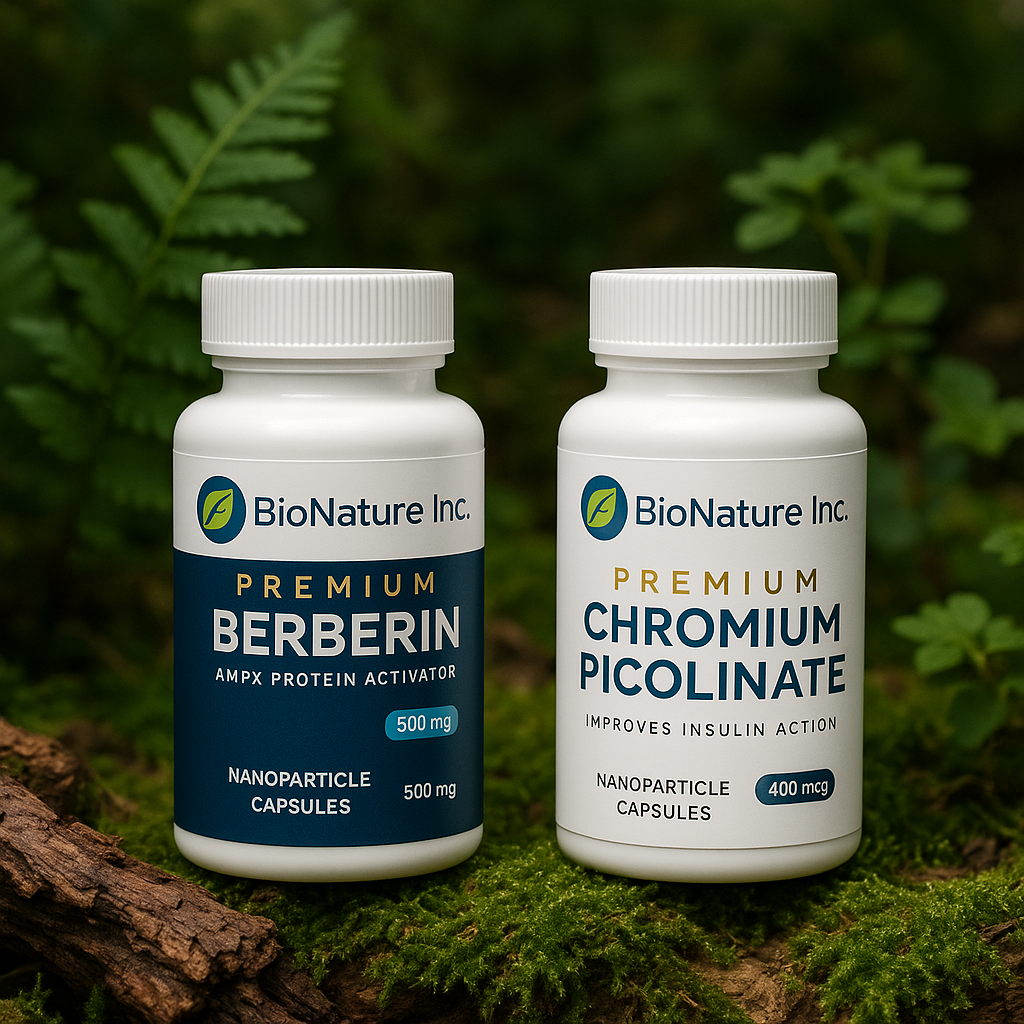 BioNature Inc.
PREMIUM
BERBERIN
AMPX PROTEIN ACTIVATOR
500 mg
NANOPARTICLE
CAPSULES
500 mg
BioNature Inc.
PREMIUM
CHROMIUM
PICOLINATE
IMPROVES INSULIN ACTION
NANOPARTICLE
CAPSULES
400 mcg